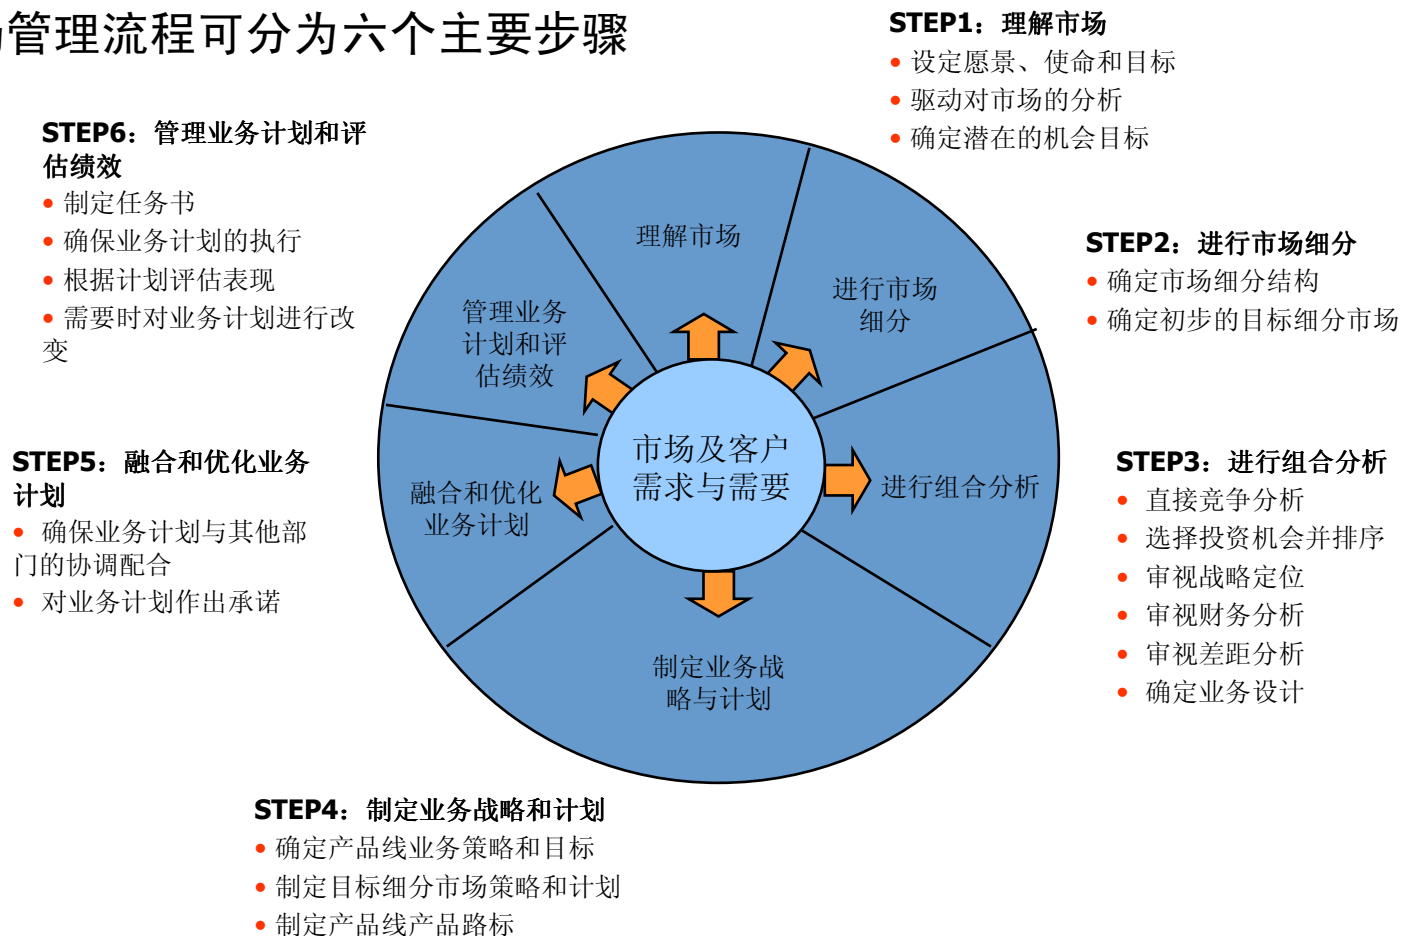 管理流程可分为六个主要步骤
STEP1：理解市场
• 设定愿景、使命和目标
• 驱动对市场的分析
• 确定潜在的机会目标
STEP2：进行市场细分
• 确定市场细分结构
• 确定初步的目标细分市场
STEP3：进行组合分析
• 直接竞争分析
• 选择投资机会并排序
• 审视战略定位
• 审视财务分析
• 审视差距分析
• 确定业务设计
STEP4：制定业务战略和计划
• 确定产品线业务策略和目标
• 制定目标细分市场策略和计划
• 制定产品线产品路标
STEP5：融合和优化业务
计划
• 确保业务计划与其他部
门的协调配合
• 对业务计划作出承诺
STEP6：管理业务计划和评
估绩效
• 制定任务书
• 确保业务计划的执行
• 根据计划评估表现
• 需要时对业务计划进行改
变
理解市场
进行市场
细分
进行组合分析
制定业务战
略与计划
融合和优化
业务计划
管理业务
计划和评
估绩效
市场及客户
需求与需要